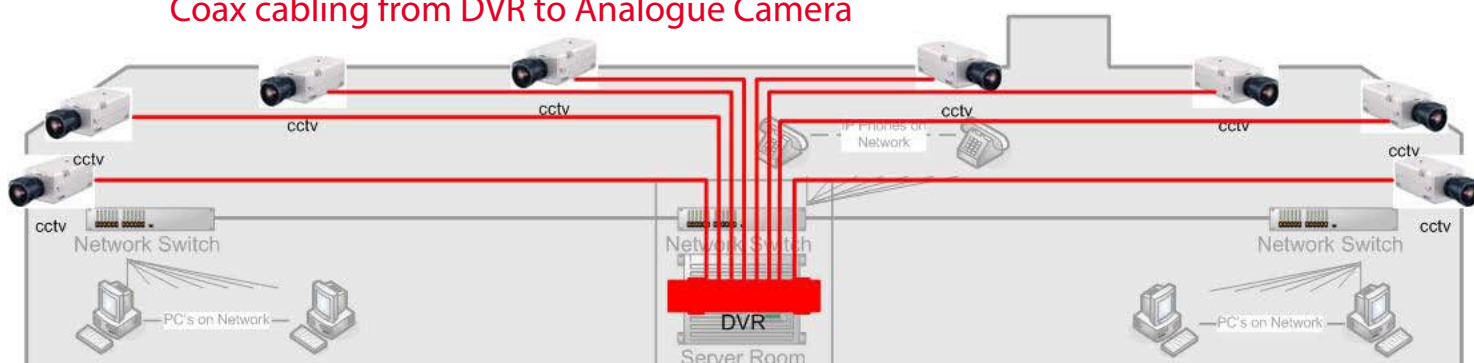 Coax cabling from DVR to Analogue Camera
cctv
cctv
cctv
cctv
cctv
cctv
cctv
cctv
IP Phones on
Network
Network Switch
Network Switch
Network Switch
PC's on Network
PC's on Network
DVR
Server Room